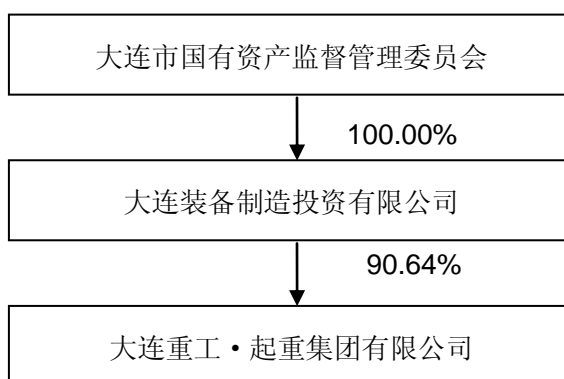 大连市国有资产监督管理委员会
100.00%
大连装备制造投资有限公司
90.64%
大连重工·起重集团有限公司